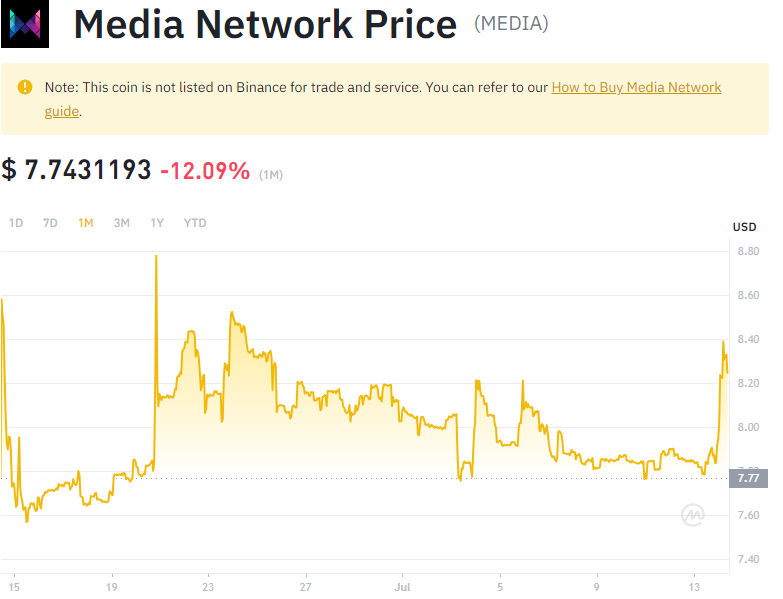 Media Network Price (MEDIA)
Note: This coin is not listed on Binance for trade and service. You can refer to our How to Buy Media Network
guide.
$ 7.7431193 -12.09% (1M)
1D 7D 1M 3M 1Y YTD
USD
8.80
8.60
8.40
8.20
8.00
7.77
7.60
7.40
15 19 23 27 Jul 5 9 13